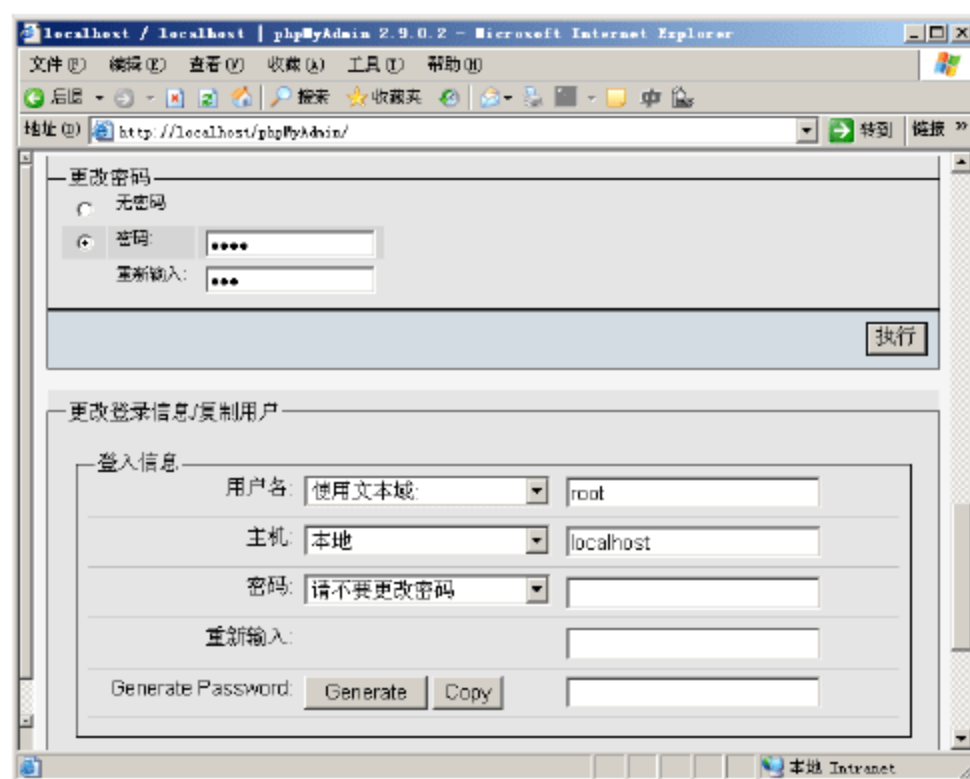 localhost / localhost | phpMyAdmin 2.9.0.2 - Microsoft Internet Explorer
文件(F) 编辑(E) 查看(V) 收藏(A) 工具(T) 帮助(H)
后退 搜索 收藏夹
地址(D) http://localhost/phpMyAdmin/ 转到 链接 »
更改密码
无密码
密码: ••••
重新输入: •••
执行
更改登录信息/复制用户
登入信息
用户名: 使用文本域: root
主机: 本地 localhost
密码: 请不要更改密码
重新输入:
Generate Password: Generate Copy
本地 Intranet